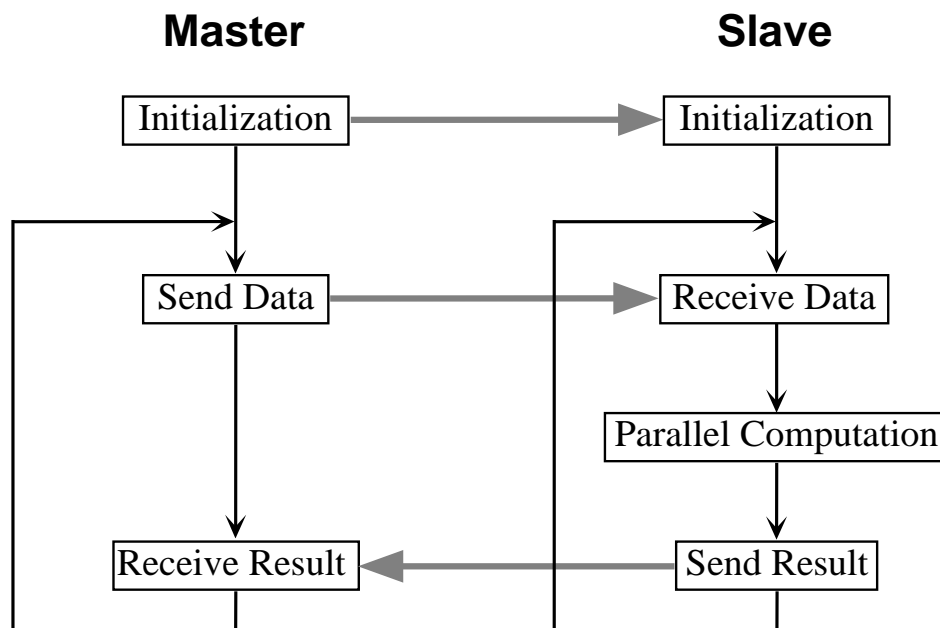 Master
Slave
Initialization
Initialization
Send Data
Receive Data
Parallel Computation
Receive Result
Send Result